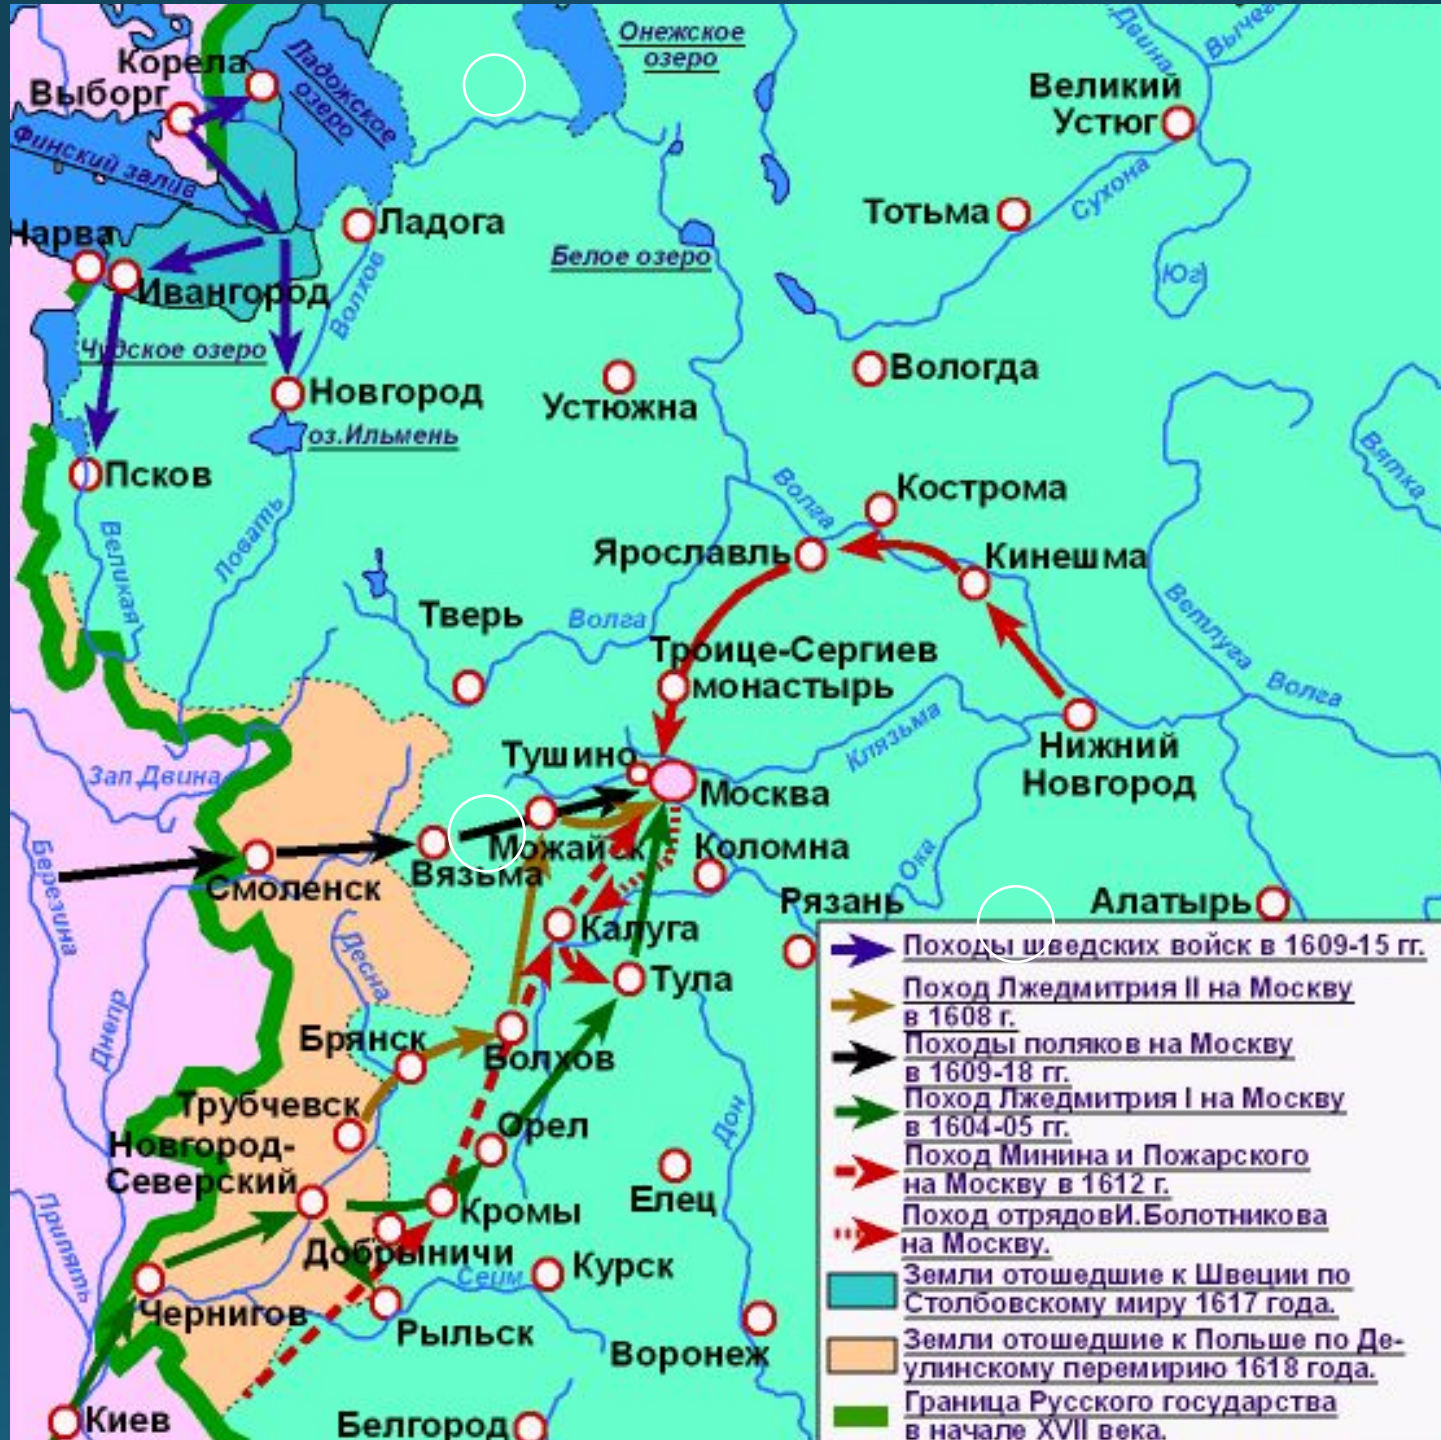 Онежское
озеро
Корела
Выборг
Ладожское
озеро
Финский залив
Двина
Вычег
Великий
Устюг
Сухона
Тотьма
Юг
Нарва
Ивангород
Ладога
Волхов
Белое озеро
Чудское озеро
Новгород
оз.Ильмень
Устюжна
Вологда
Псков
Великая
Ловать
Волга
Кострома
Вятка
Ярославль
Кинешма
Ветлуга
Тверь
Волга
Троице-Сергиев
монастырь
Волга
Клязьма
Нижний
Новгород
Зап.Двина
Тушино
Москва
Можайск
Коломна
Вязьма
Смоленск
Березина
Ока
Рязань
Алатырь
Калуга
Тула
Десна
Днепр
Брянск
Болхов
Трубчевск
Орел
Дон
Новгород-
Северский
Елец
Кромы
Добрыничи
Сейм
Курск
Припять
Чернигов
Рыльск
Воронеж
Киев
Белгород
Походы шведских войск в 1609-15 гг.
Поход Лжедмитрия II на Москву
в 1608 г.
Походы поляков на Москву
в 1609-18 гг.
Поход Лжедмитрия I на Москву
в 1604-05 гг.
Поход Минина и Пожарского
на Москву в 1612 г.
Поход отрядовИ.Болотникова
на Москву.
Земли отошедшие к Швеции по
Столбовскому миру 1617 года.
Земли отошедшие к Польше по Де-
улинскому перемирию 1618 года.
Граница Русского государства
в начале XVII века.